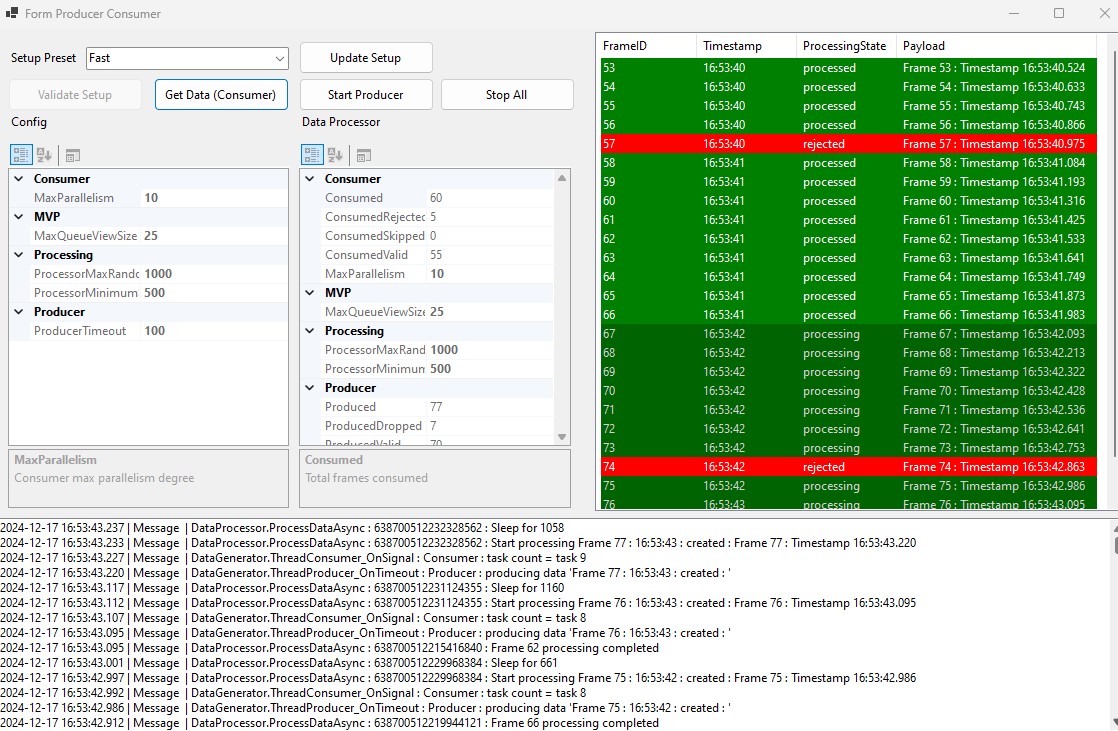 Form Producer Consumer
Setup Preset Fast Update Setup
Validate Setup Get Data (Consumer) Start Producer Stop All
Config
Consumer
MaxParallelism 10
MVP
MaxQueueViewSize 25
Processing
ProcessorMaxRando 1000
ProcessorMinimum 500
Producer
ProducerTimeout 100
MaxParallelism
Consumer max parallelism degree
Data Processor
Consumer
Consumed 60
ConsumedRejected 5
ConsumedSkipped 0
ConsumedValid 55
MaxParallelism 10
MVP
MaxQueueViewSize 25
Processing
ProcessorMaxRand 1000
ProcessorMinimum 500
Producer
Produced 77
ProducedDropped 7
ProducedValid 70
Consumed
Total frames consumed
FrameID Timestamp ProcessingState Payload
53 16:53:40 processed Frame 53 : Timestamp 16:53:40.524
54 16:53:40 processed Frame 54 : Timestamp 16:53:40.633
55 16:53:40 processed Frame 55 : Timestamp 16:53:40.743
56 16:53:40 processed Frame 56 : Timestamp 16:53:40.866
57 16:53:40 rejected Frame 57 : Timestamp 16:53:40.975
58 16:53:41 processed Frame 58 : Timestamp 16:53:41.084
59 16:53:41 processed Frame 59 : Timestamp 16:53:41.193
60 16:53:41 processed Frame 60 : Timestamp 16:53:41.316
61 16:53:41 processed Frame 61 : Timestamp 16:53:41.425
62 16:53:41 processed Frame 62 : Timestamp 16:53:41.533
63 16:53:41 processed Frame 63 : Timestamp 16:53:41.641
64 16:53:41 processed Frame 64 : Timestamp 16:53:41.749
65 16:53:41 processed Frame 65 : Timestamp 16:53:41.873
66 16:53:41 processed Frame 66 : Timestamp 16:53:41.983
67 16:53:42 processing Frame 67 : Timestamp 16:53:42.093
68 16:53:42 processing Frame 68 : Timestamp 16:53:42.213
69 16:53:42 processing Frame 69 : Timestamp 16:53:42.322
70 16:53:42 processing Frame 70 : Timestamp 16:53:42.428
71 16:53:42 processing Frame 71 : Timestamp 16:53:42.536
72 16:53:42 processing Frame 72 : Timestamp 16:53:42.641
73 16:53:42 processing Frame 73 : Timestamp 16:53:42.753
74 16:53:42 rejected Frame 74 : Timestamp 16:53:42.863
75 16:53:42 processing Frame 75 : Timestamp 16:53:42.986
76 16:53:43 processing Frame 76 : Timestamp 16:53:43.095
2024-12-17 16:53:43.237 | Message | DataProcessor.ProcessDataAsync : 638700512232328562 : Sleep for 1058
2024-12-17 16:53:43.233 | Message | DataProcessor.ProcessDataAsync : 638700512232328562 : Start processing Frame 77 : 16:53:43 : created : Frame 77 : Timestamp 16:53:43.220
2024-12-17 16:53:43.227 | Message | DataGenerator.ThreadConsumer_OnSignal : Consumer : task count = task 9
2024-12-17 16:53:43.220 | Message | DataGenerator.ThreadProducer_OnTimeout : Producer : producing data 'Frame 77 : 16:53:43 : created : '
2024-12-17 16:53:43.117 | Message | DataProcessor.ProcessDataAsync : 638700512231124355 : Sleep for 1160
2024-12-17 16:53:43.112 | Message | DataProcessor.ProcessDataAsync : 638700512231124355 : Start processing Frame 76 : 16:53:43 : created : Frame 76 : Timestamp 16:53:43.095
2024-12-17 16:53:43.107 | Message | DataGenerator.ThreadConsumer_OnSignal : Consumer : task count = task 8
2024-12-17 16:53:43.095 | Message | DataGenerator.ThreadProducer_OnTimeout : Producer : producing data 'Frame 76 : 16:53:43 : created : '
2024-12-17 16:53:43.095 | Message | DataProcessor.ProcessDataAsync : 638700512215416840 : Frame 62 processing completed
2024-12-17 16:53:43.001 | Message | DataProcessor.ProcessDataAsync : 638700512229968384 : Sleep for 661
2024-12-17 16:53:42.997 | Message | DataProcessor.ProcessDataAsync : 638700512229968384 : Start processing Frame 75 : 16:53:42 : created : Frame 75 : Timestamp 16:53:42.986
2024-12-17 16:53:42.992 | Message | DataGenerator.ThreadConsumer_OnSignal : Consumer : task count = task 8
2024-12-17 16:53:42.986 | Message | DataGenerator.ThreadProducer_OnTimeout : Producer : producing data 'Frame 75 : 16:53:42 : created : '
2024-12-17 16:53:42.912 | Message | DataProcessor.ProcessDataAsync : 638700512219944121 : Frame 66 processing completed